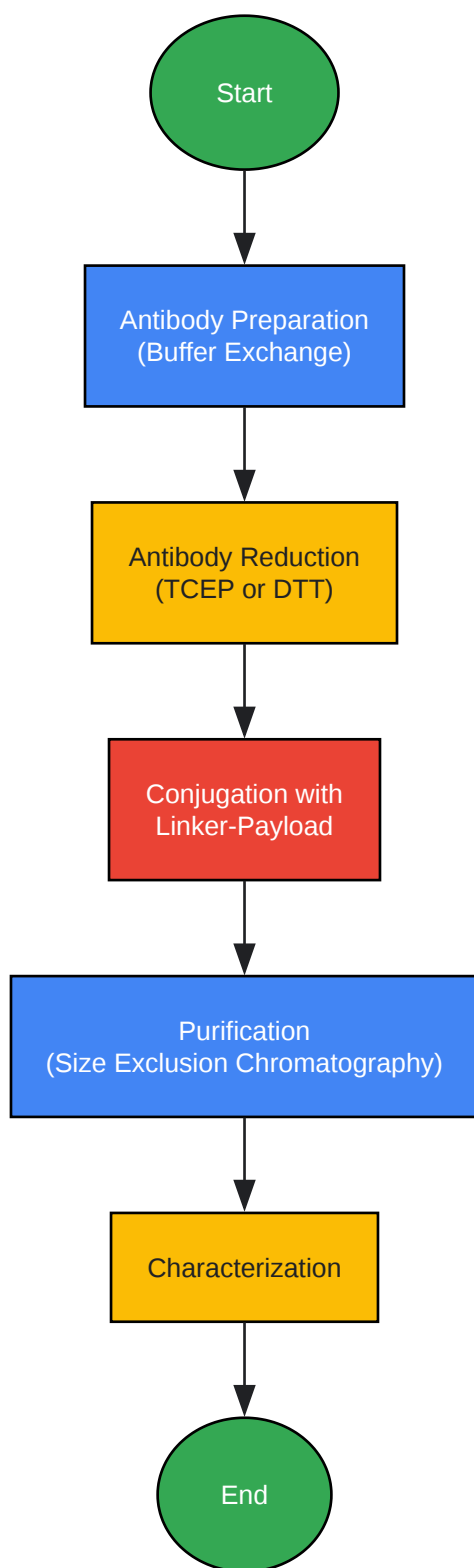 Start
Antibody Preparation
(Buffer Exchange)
Antibody Reduction
(TCEP or DTT)
Conjugation with
Linker-Payload
Purification
(Size Exclusion Chromatography)
Characterization
End